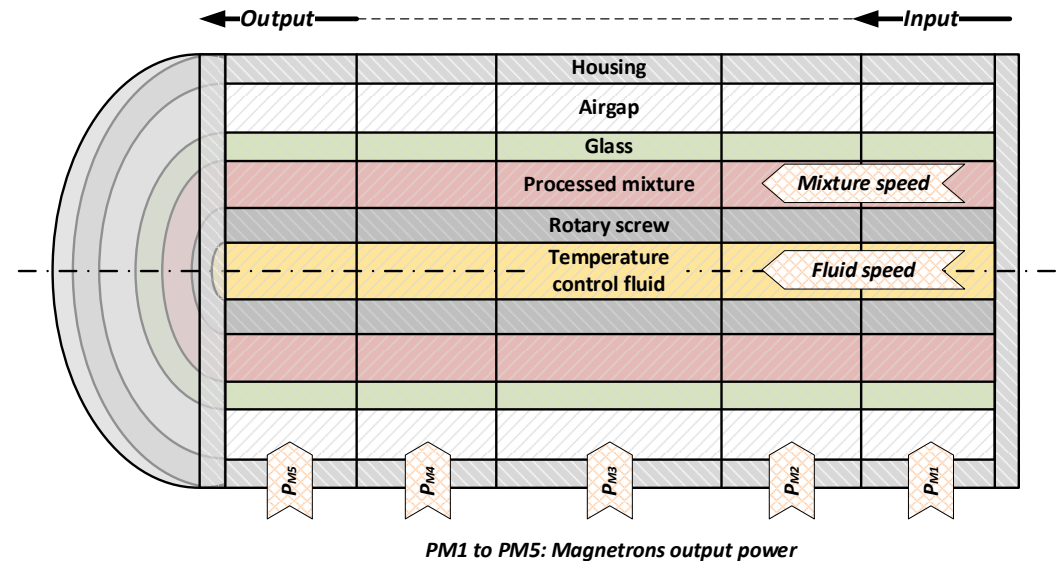 Output
Input
Housing
Airgap
Glass
Processed mixture
Mixture speed
Rotary screw
Temperature
control fluid
Fluid speed
PM5
PM4
PM3
PM2
PM1
PM1 to PM5: Magnetrons output power